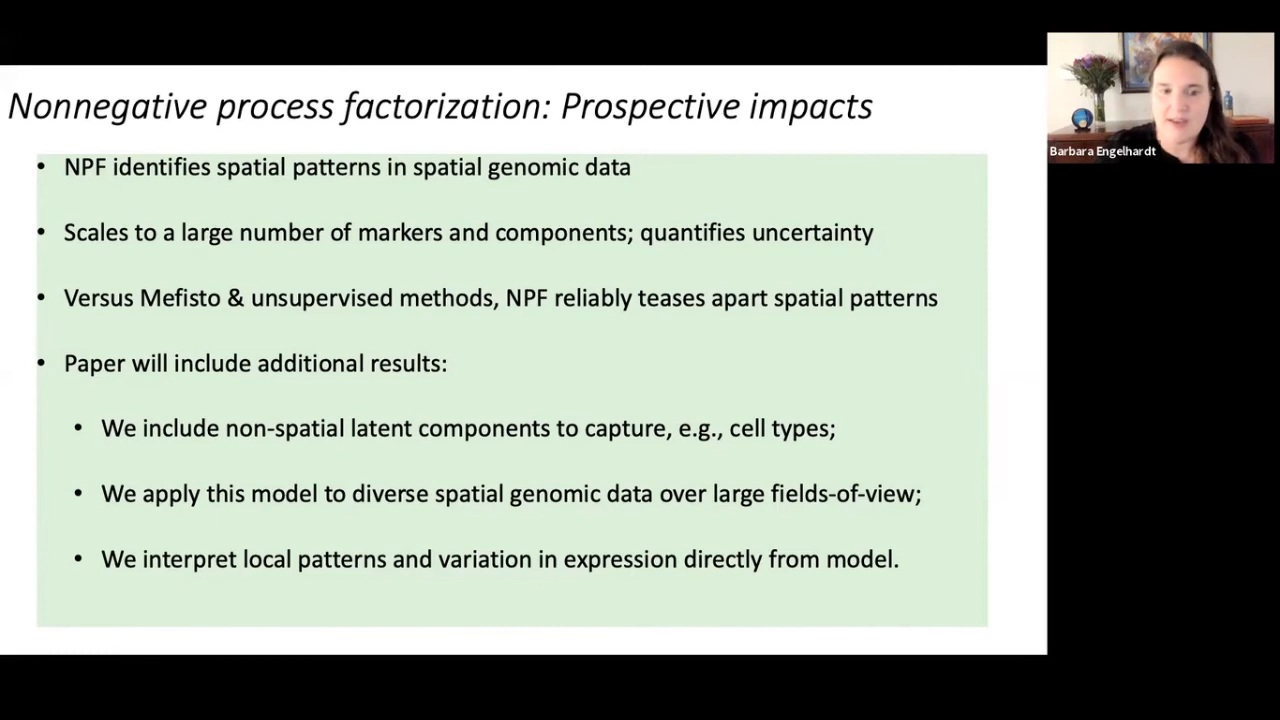 Nonnegative process factorization: Prospective impacts
• NPF identifies spatial patterns in spatial genomic data
• Scales to a large number of markers and components; quantifies uncertainty
• Versus Mefisto & unsupervised methods, NPF reliably teases apart spatial patterns
• Paper will include additional results:
• We include non-spatial latent components to capture, e.g., cell types;
• We apply this model to diverse spatial genomic data over large fields-of-view;
• We interpret local patterns and variation in expression directly from model.
Barbara Engelhardt